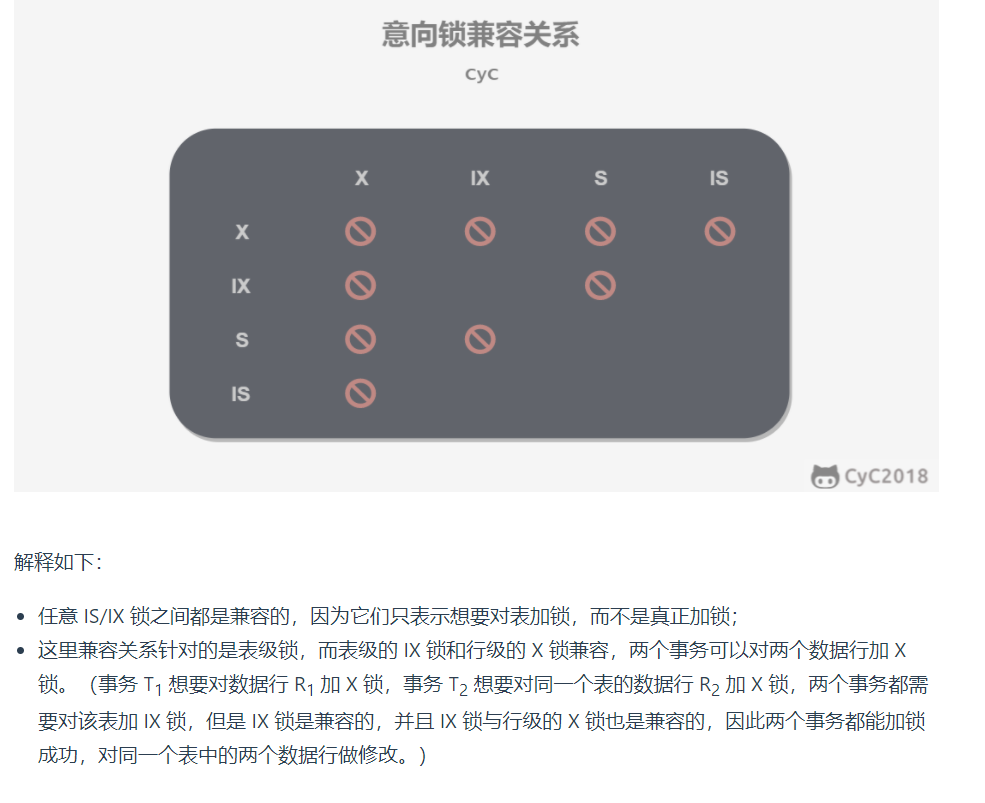 意向锁兼容关系
CyC
X IX S IS
X
IX
S
IS
CyC2018
解释如下：
• 任意 IS/IX 锁之间都是兼容的，因为它们只表示想要对表加锁，而不是真正加锁；
• 这里兼容关系针对的是表级锁，而表级的 IX 锁和行级的 X 锁兼容，两个事务可以对两个数据行加 X
锁。（事务 T1 想要对数据行 R1 加 X 锁，事务 T2 想要对同一个表的数据行 R2 加 X 锁，两个事务都需
要对该表加 IX 锁，但是 IX 锁是兼容的，并且 IX 锁与行级的 X 锁也是兼容的，因此两个事务都能加锁
成功，对同一个表中的两个数据行做修改。）